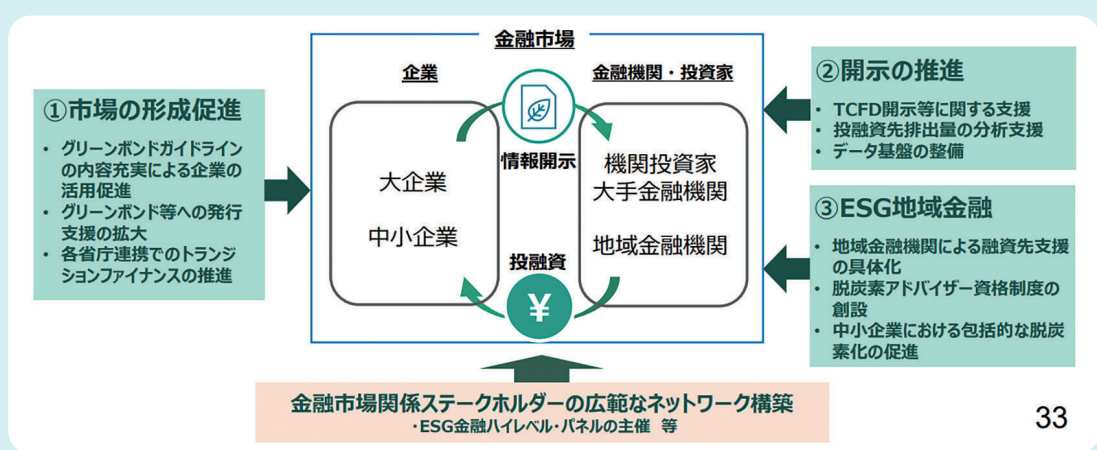 金融市場
企業
金融機関・投資家
①市場の形成促進
・ グリーンボンドガイドライン
の内容充実による企業の
活用促進
・ グリーンボンド等への発行
支援の拡大
・ 各省庁連携でのトランジ
ションファイナンスの推進
大企業
中小企業
情報開示
投融資
¥
機関投資家
大手金融機関
地域金融機関
②開示の推進
・ TCFD開示等に関する支援
・ 投融資先排出量の分析支援
・ データ基盤の整備
③ESG地域金融
・ 地域金融機関による融資先支援
の具体化
・ 脱炭素アドバイザー資格制度の
創設
・ 中小企業における包括的な脱炭
素化の促進
金融市場関係ステークホルダーの広範なネットワーク構築
・ESG金融ハイレベル・パネルの主催 等
33